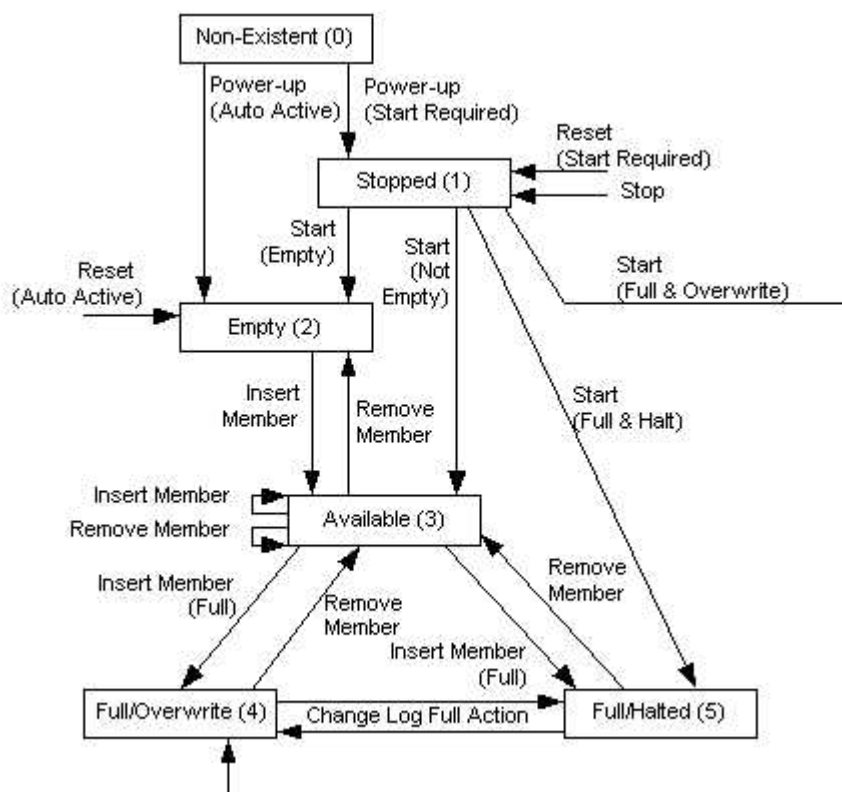 Non-Existent (0)
Power-up
(Auto Active)
Power-up
(Start Required)
Reset
(Start Required)
Stopped (1)
Stop
Start
(Empty)
Start
(Not
Empty)
Start
(Full & Overwrite)
Reset
(Auto Active)
Empty (2)
Insert
Member
Remove
Member
Start
(Full & Halt)
Insert Member
Available (3)
Remove Member
Insert Member
(Full)
Remove
Member
Remove
Member
Insert Member
(Full)
Full/Overwrite (4)
Change Log Full Action
Full/Halted (5)